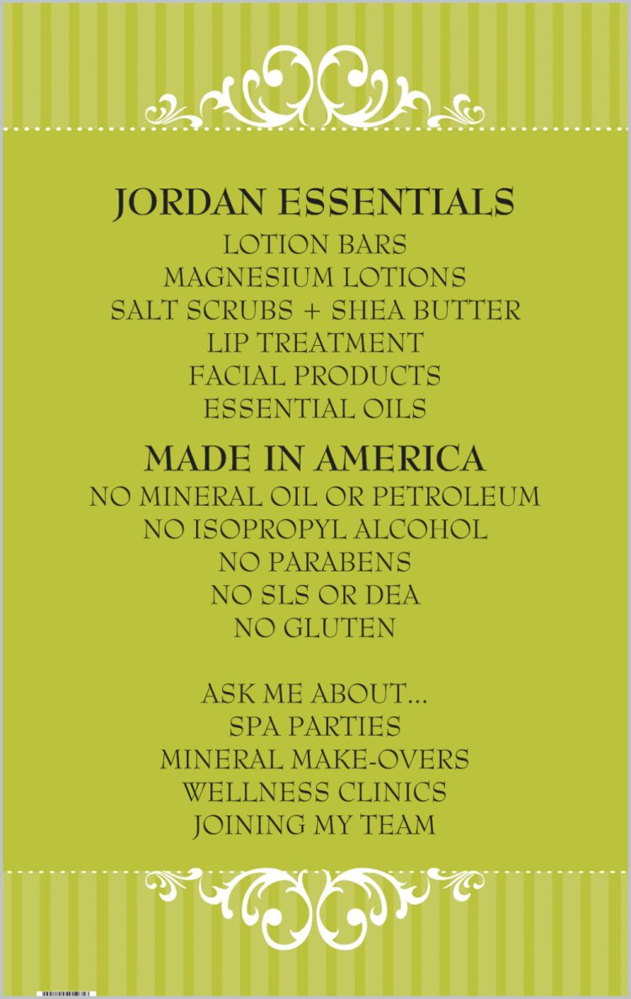 JORDAN ESSENTIALS
LOTION BARS
MAGNESIUM LOTIONS
SALT SCRUBS + SHEA BUTTER
LIP TREATMENT
FACIAL PRODUCTS
ESSENTIAL OILS
MADE IN AMERICA
NO MINERAL OIL OR PETROLEUM
NO ISOPROPYL ALCOHOL
NO PARABENS
NO SLS OR DEA
NO GLUTEN
ASK ME ABOUT...
SPA PARTIES
MINERAL MAKE-OVERS
WELLNESS CLINICS
JOINING MY TEAM